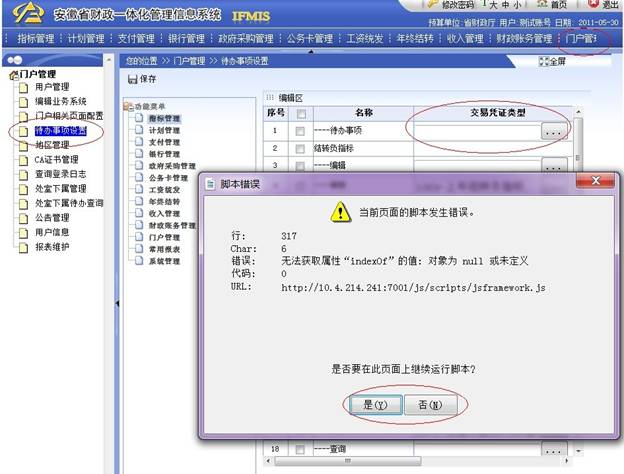 修改密码 大 中 小 首页 退出
安徽省财政一体化管理信息系统 IFMIS
预算单位:省财政厅 用户:测试账号 日期: 2011-05-30
指标管理 计划管理 支付管理 银行管理 政府采购管理 公务卡管理 工资统发 年终结转 收入管理 财政账务管理 门户管
您的位置 >> 门户管理 >> 待办事项设置 全屏
门户管理
用户管理
编辑业务系统
门户相关页面配置
待办事项设置
地区管理
CA证书管理
查询登录日志
处室下属管理
处室下属待办查询
公告管理
用户信息
报表维护
保存
功能菜单
指标管理
计划管理
支付管理
银行管理
政府采购管理
公务卡管理
工资统发
年终结转
收入管理
财政账务管理
门户管理
常用报表
系统管理
编辑区
序号 名称 交易凭证类型
1 ----待办事项 ...
2 结转负指标
3 ----编辑 ...
脚本错误
当前页面的脚本发生错误。
行: 317
Char: 6
错误: 无法获取属性“indexOf”的值: 对象为 null 或未定义
代码: 0
URL: http://10.4.214.241:7001/js/scripts/jsframework.js
是否要在此页面上继续运行脚本?
是(Y) 否(N)
18 ----查询 ...